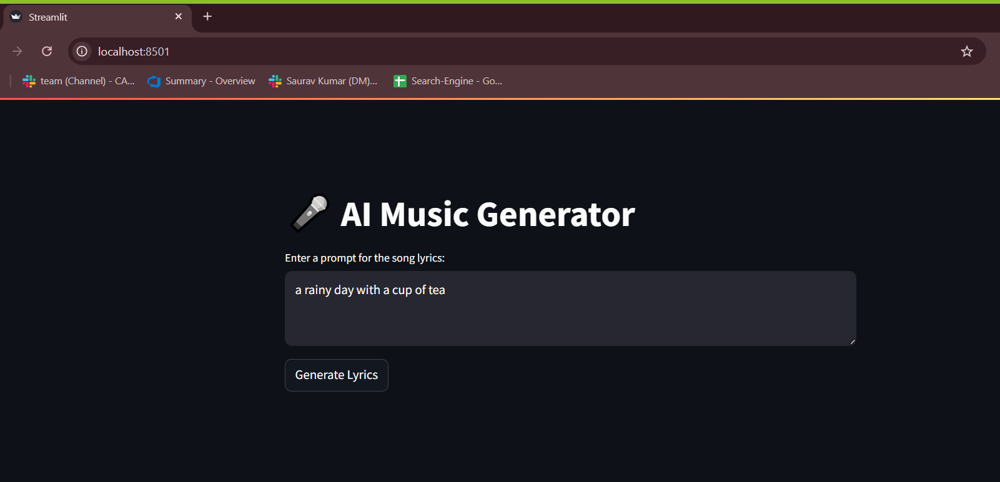 Streamlit
localhost:8501
team (Channel) - CA... Summary - Overview Saurav Kumar (DM)... Search-Engine - Go...
AI Music Generator
Enter a prompt for the song lyrics:
a rainy day with a cup of tea
Generate Lyrics